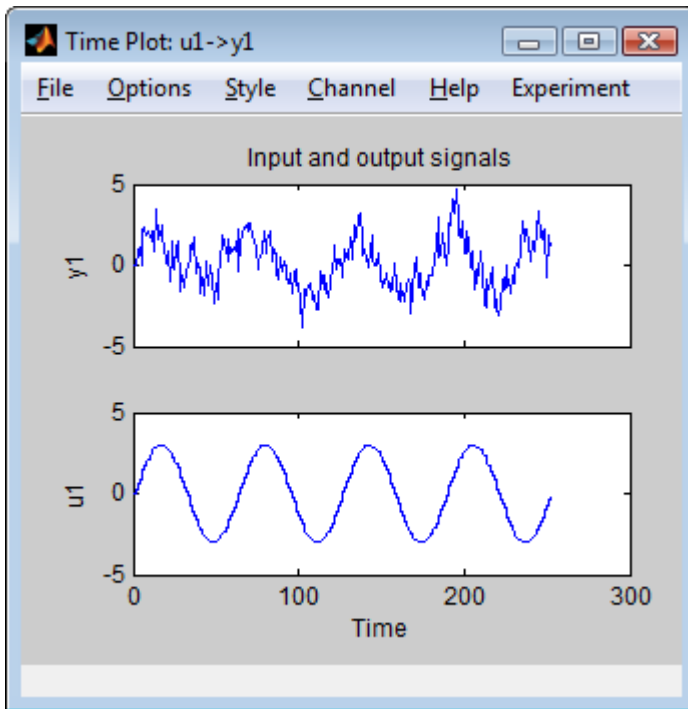 Time Plot: u1->y1
File Options Style Channel Help Experiment
Input and output signals
5
0
-5
y1
5
0
-5
u1
0 100 200 300
Time